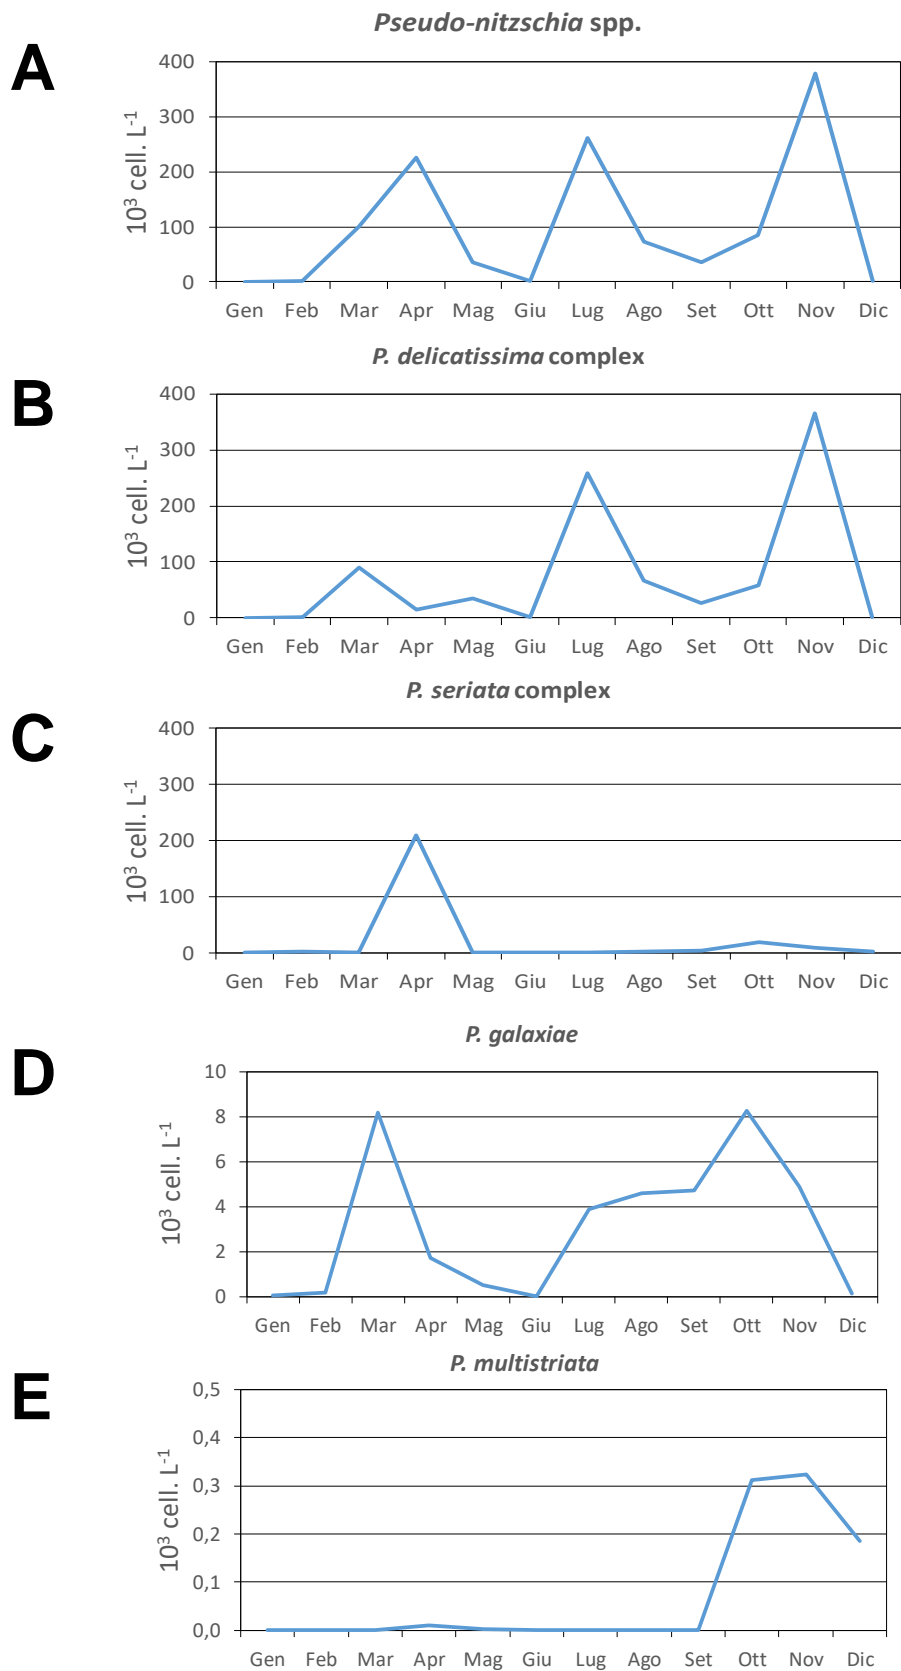 A
Pseudo-nitzschia spp.
10³ cell. L⁻¹
400
300
200
100
0
Gen Feb Mar Apr Mag Giu Lug Ago Set Ott Nov Dic
B
P. delicatissima complex
10³ cell. L⁻¹
400
300
200
100
0
Gen Feb Mar Apr Mag Giu Lug Ago Set Ott Nov Dic
C
P. seriata complex
10³ cell. L⁻¹
400
300
200
100
0
Gen Feb Mar Apr Mag Giu Lug Ago Set Ott Nov Dic
D
P. galaxiae
10³ cell. L⁻¹
10
8
6
4
2
0
Gen Feb Mar Apr Mag Giu Lug Ago Set Ott Nov Dic
E
P. multistriata
10³ cell. L⁻¹
0,5
0,4
0,3
0,2
0,1
0,0
Gen Feb Mar Apr Mag Giu Lug Ago Set Ott Nov Dic